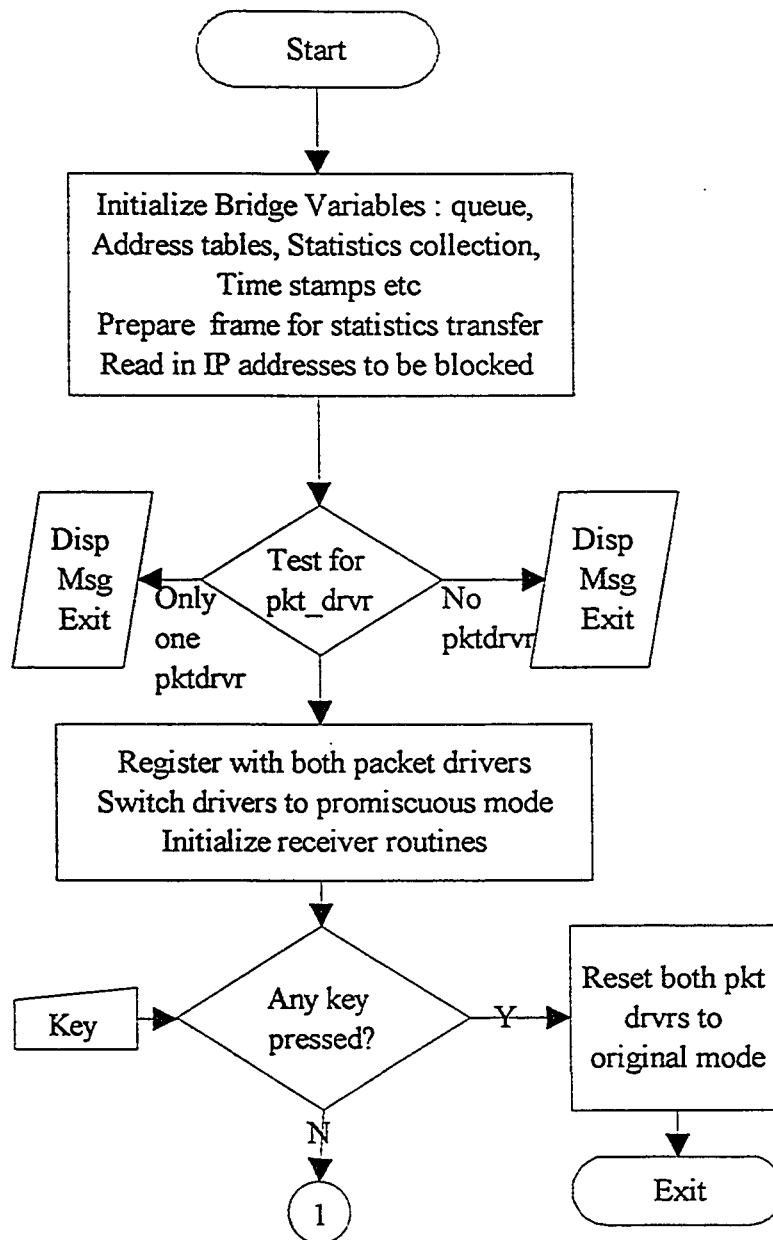 Start
Initialize Bridge Variables : queue,
Address tables, Statistics collection,
Time stamps etc
Prepare frame for statistics transfer
Read in IP addresses to be blocked
Disp
Msg
Exit
Test for
pkt_drvr
Disp
Msg
Exit
Only
one
pktdrvr
No
pktdrvr
Register with both packet drivers
Switch drivers to promiscuous mode
Initialize receiver routines
Key
Any key
pressed?
Y
Reset both pkt
drvrs to
original mode
N
1
Exit